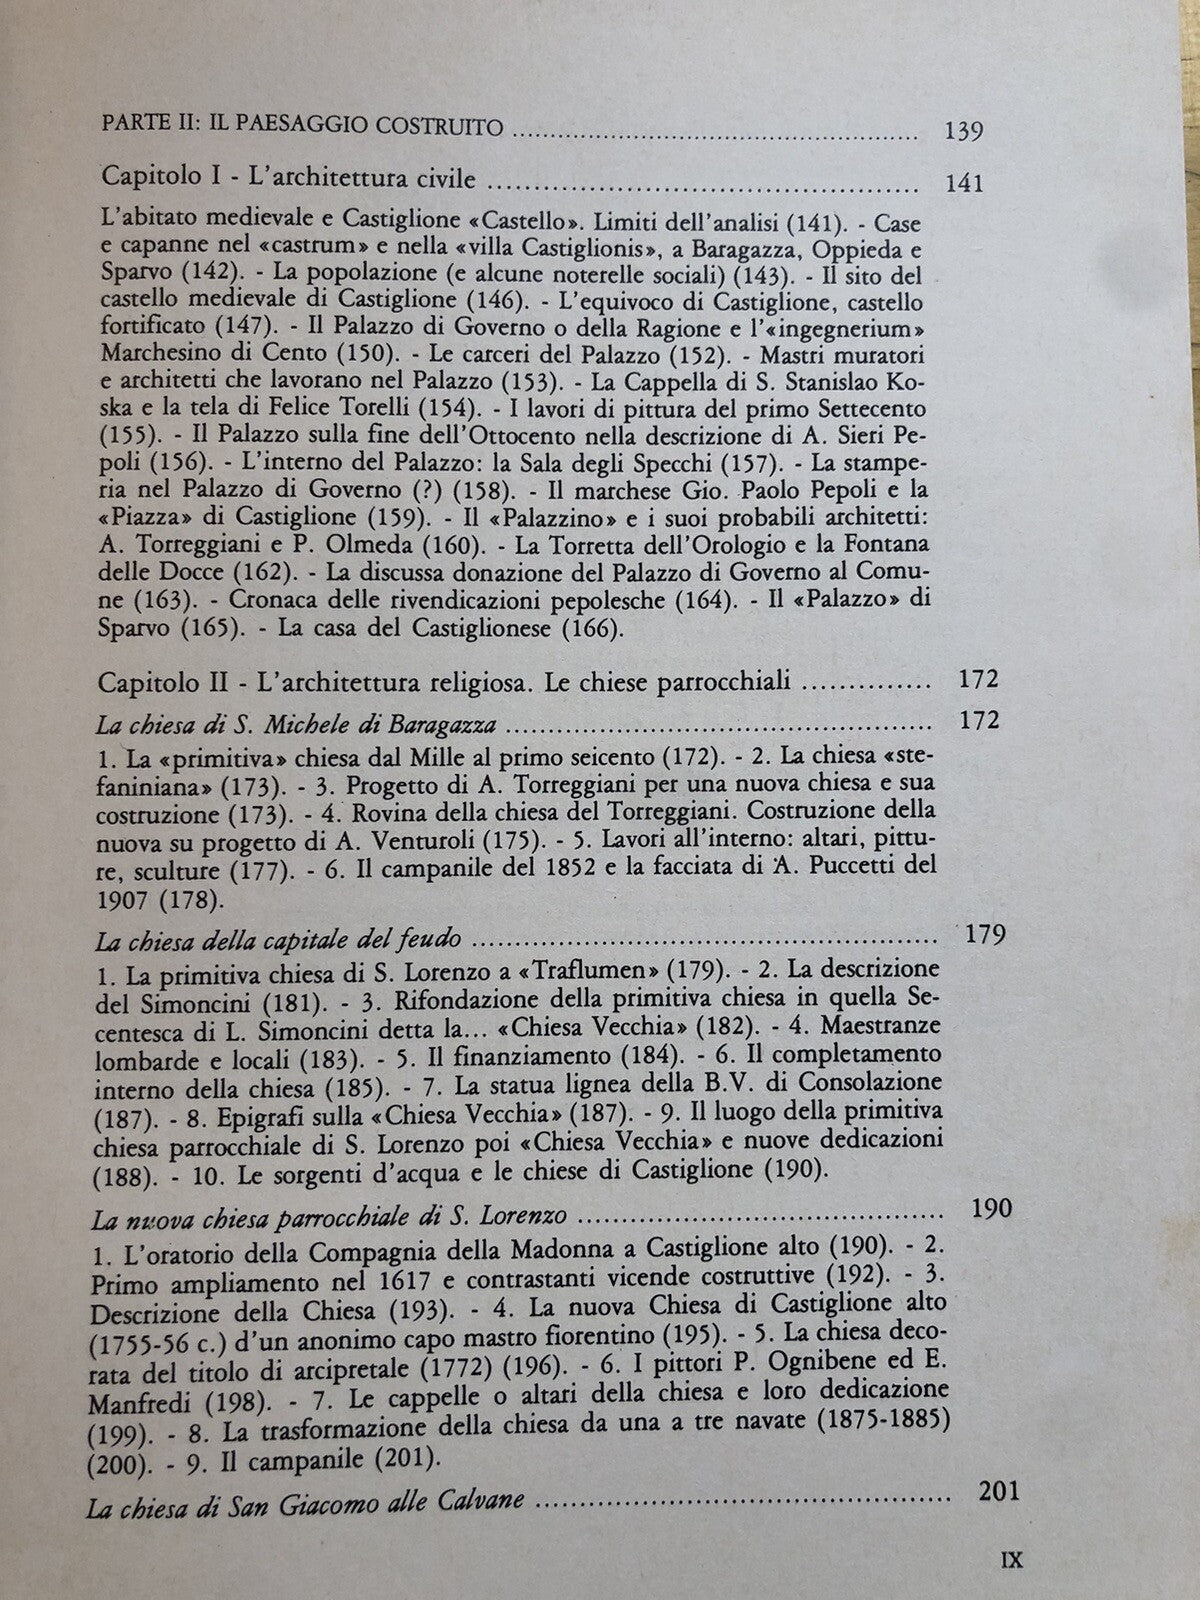 PARTE II: IL PAESAGGIO COSTRUITO ........................................................ 139
Capitolo I - L'architettura civile ............................................... 141
L'abitato medievale e Castiglione «Castello». Limiti dell'analisi (141). - Case
e capanne nel «castrum» e nella «villa Castiglionis», a Baragazza, Oppieda e
Sparvo (142). - La popolazione (e alcune noterelle sociali) (143). - Il sito del
castello medievale di Castiglione (146). - L'equivoco di Castiglione, castello
fortificato (147). - Il Palazzo di Governo o della Ragione e l'«ingegnerium»
Marchesino di Cento (150). - Le carceri del Palazzo (152). - Mastri muratori
e architetti che lavorano nel Palazzo (153). - La Cappella di S. Stanislao Ko-
ska e la tela di Felice Torelli (154). - I lavori di pittura del primo Settecento
(155). - Il Palazzo sulla fine dell'Ottocento nella descrizione di A. Sieri Pe-
poli (156). - L'interno del Palazzo: la Sala degli Specchi (157). - La stampe-
ria nel Palazzo di Governo (?) (158). - Il marchese Gio. Paolo Pepoli e la
«Piazza» di Castiglione (159). - Il «Palazzino» e i suoi probabili architetti:
A. Torreggiani e P. Olmeda (160). - La Torretta dell'Orologio e la Fontana
delle Docce (162). - La discussa donazione del Palazzo di Governo al Comu-
ne (163). - Cronaca delle rivendicazioni pepolesche (164). - Il «Palazzo» di
Sparvo (165). - La casa del Castiglionese (166).
Capitolo II - L'architettura religiosa. Le chiese parrocchiali .............. 172
La chiesa di S. Michele di Baragazza .................................................. 172
1. La «primitiva» chiesa dal Mille al primo seicento (172). - 2. La chiesa «ste-
faniniana» (173). - 3. Progetto di A. Torreggiani per una nuova chiesa e sua
costruzione (173). - 4. Rovina della chiesa del Torreggiani. Costruzione della
nuova su progetto di A. Venturoli (175). - 5. Lavori all'interno: altari, pittu-
re, sculture (177). - 6. Il campanile del 1852 e la facciata di A. Puccetti del
1907 (178).
La chiesa della capitale del feudo ...................................................... 179
1. La primitiva chiesa di S. Lorenzo a «Traflumen» (179). - 2. La descrizione
del Simoncini (181). - 3. Rifondazione della primitiva chiesa in quella Se-
centesca di L. Simoncini detta la... «Chiesa Vecchia» (182). - 4. Maestranze
lombarde e locali (183). - 5. Il finanziamento (184). - 6. Il completamento
interno della chiesa (185). - 7. La statua lignea della B.V. di Consolazione
(187). - 8. Epigrafi sulla «Chiesa Vecchia» (187). - 9. Il luogo della primitiva
chiesa parrocchiale di S. Lorenzo poi «Chiesa Vecchia» e nuove dedicazioni
(188). - 10. Le sorgenti d'acqua e le chiese di Castiglione (190).
La nuova chiesa parrocchiale di S. Lorenzo ........................................... 190
1. L'oratorio della Compagnia della Madonna a Castiglione alto (190). - 2.
Primo ampliamento nel 1617 e contrastanti vicende costruttive (192). - 3.
Descrizione della Chiesa (193). - 4. La nuova Chiesa di Castiglione alto
(1755-56 c.) d'un anonimo capo mastro fiorentino (195). - 5. La chiesa deco-
rata del titolo di arcipretale (1772) (196). - 6. I pittori P. Ognibene ed E.
Manfredi (198). - 7. Le cappelle o altari della chiesa e loro dedicazione
(199). - 8. La trasformazione della chiesa da una a tre navate (1875-1885)
(200). - 9. Il campanile (201).
La chiesa di San Giacomo alle Calvane ................................................ 201
IX